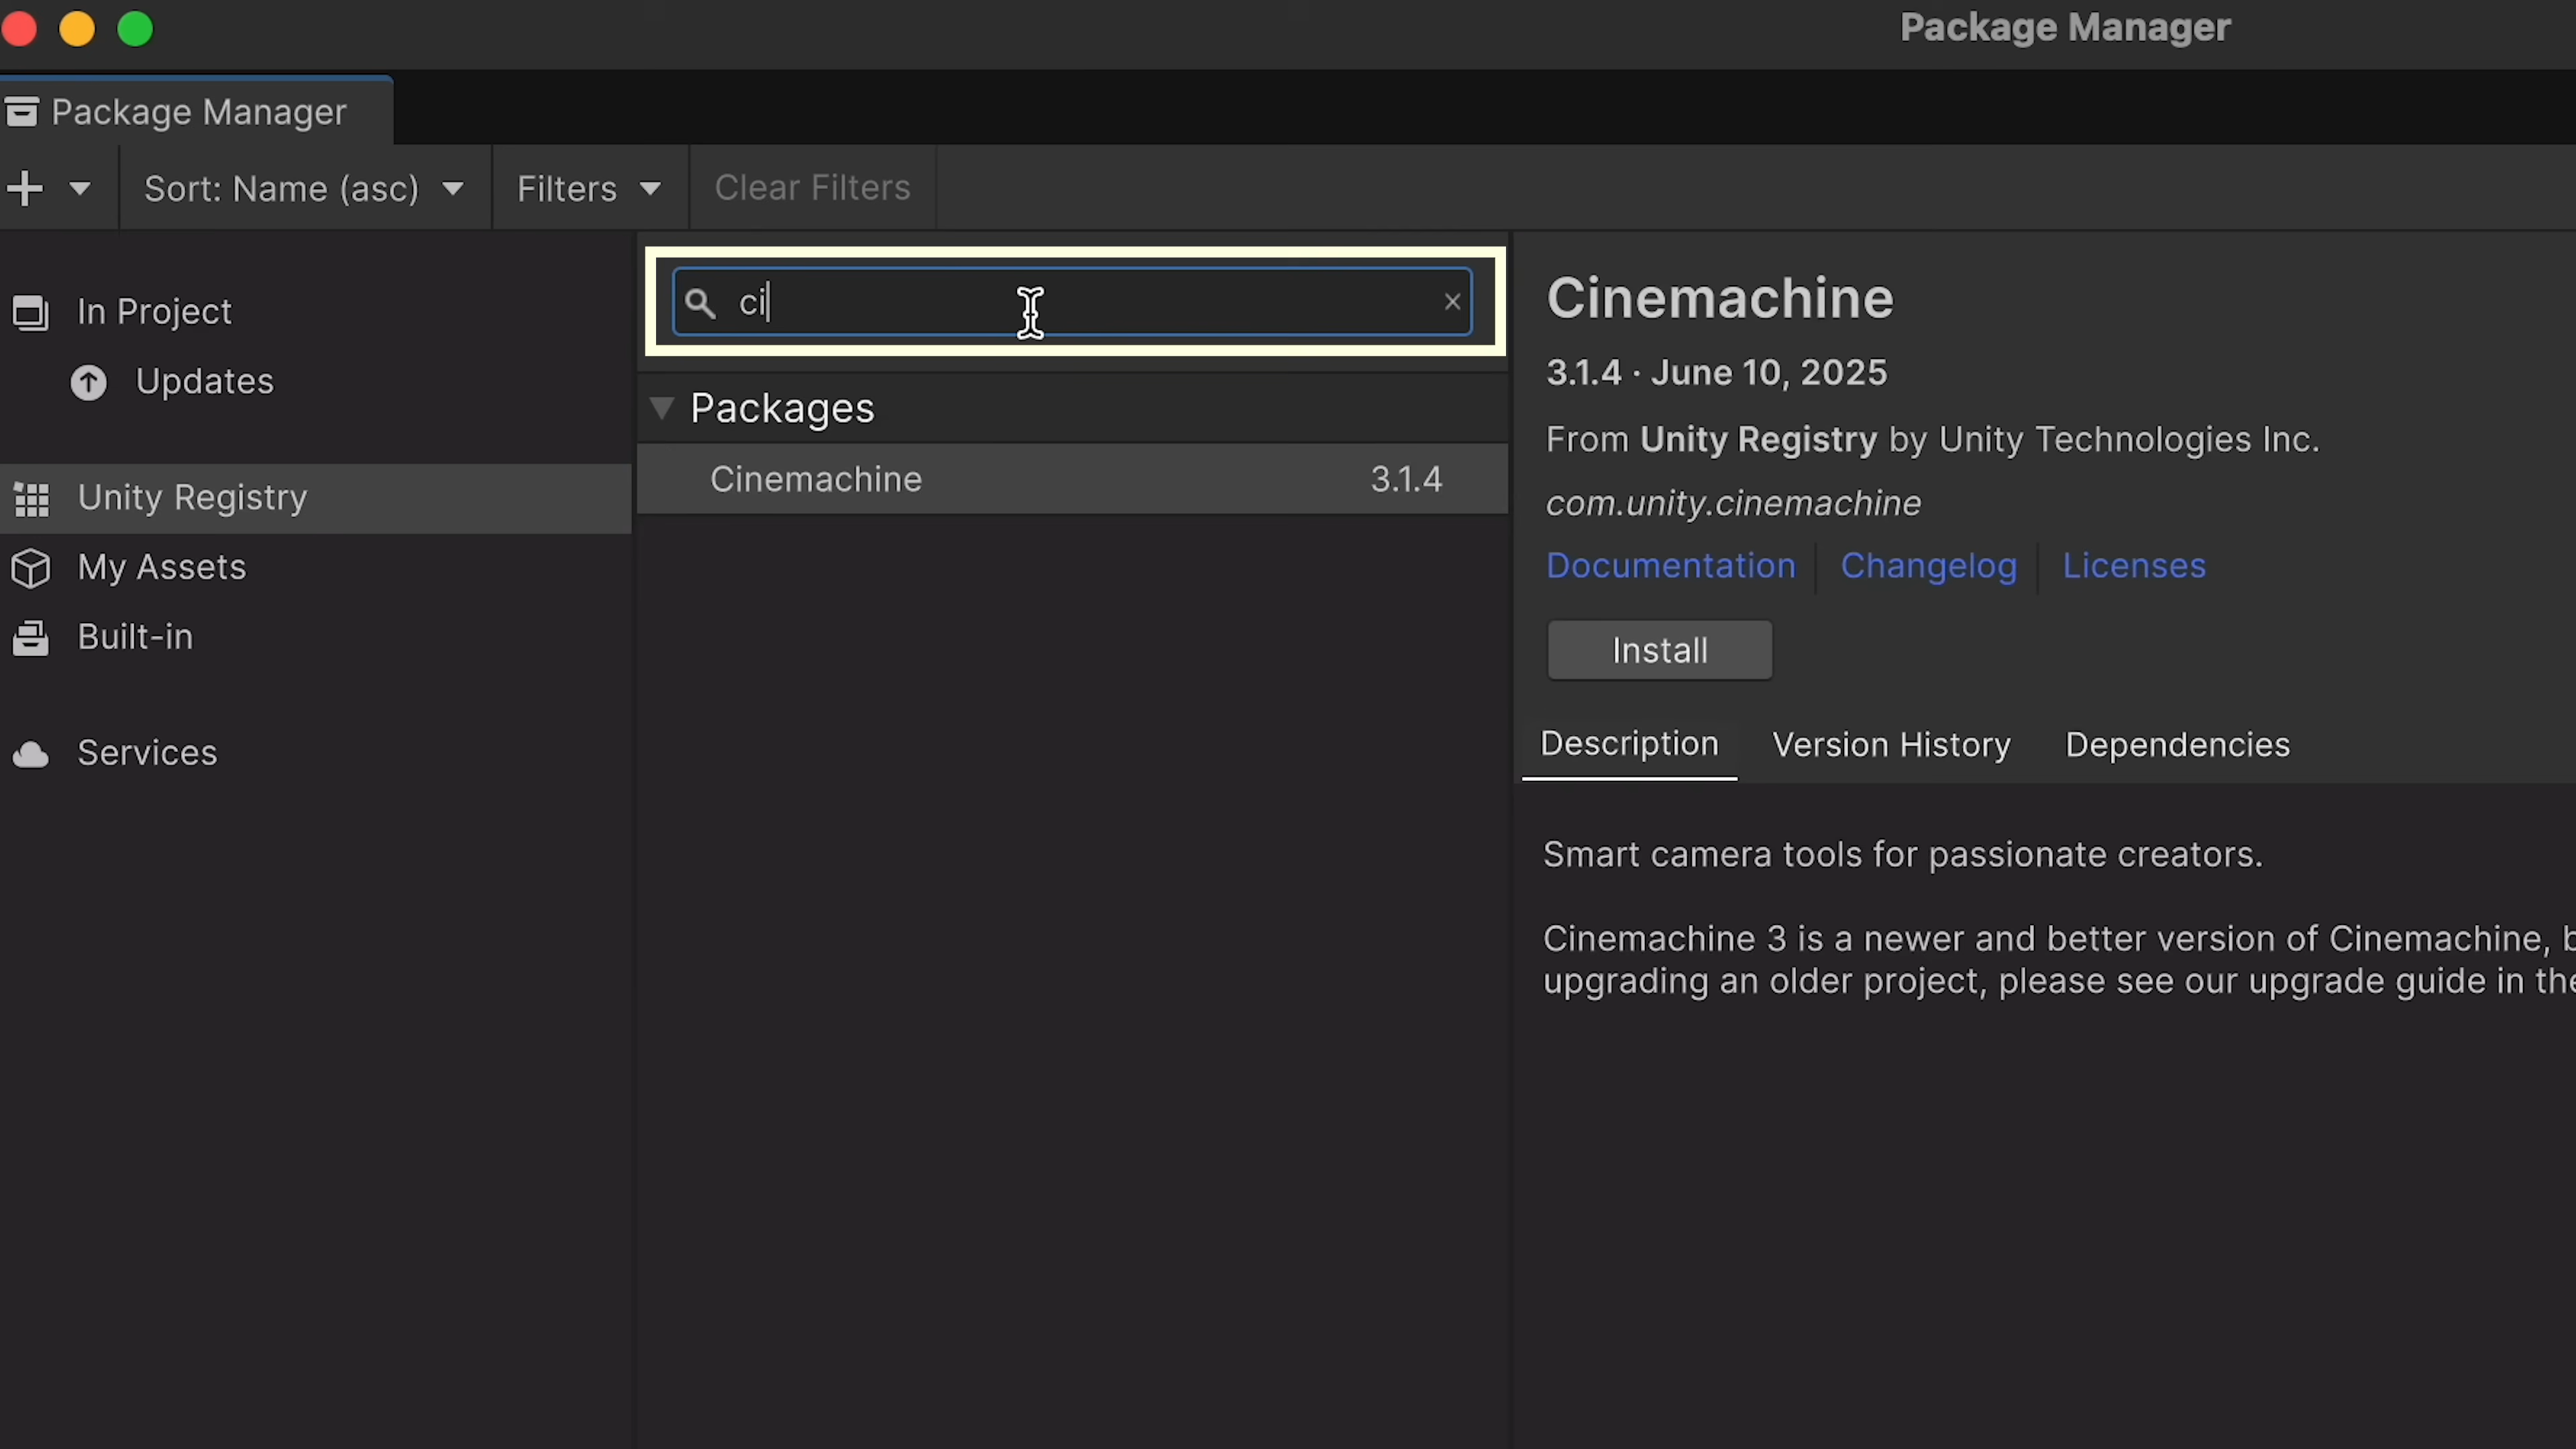 Package Manager
Package Manager
Sort: Name (asc)
Filters
Clear Filters
In Project
Updates
Unity Registry
My Assets
Built-in
Services
ci
Packages
Cinemachine 3.1.4
Cinemachine
3.1.4 · June 10, 2025
From Unity Registry by Unity Technologies Inc.
com.unity.cinemachine
Documentation Changelog Licenses
Install
Description Version History Dependencies
Smart camera tools for passionate creators.
Cinemachine 3 is a newer and better version of Cinemachine,
upgrading an older project, please see our upgrade guide in the